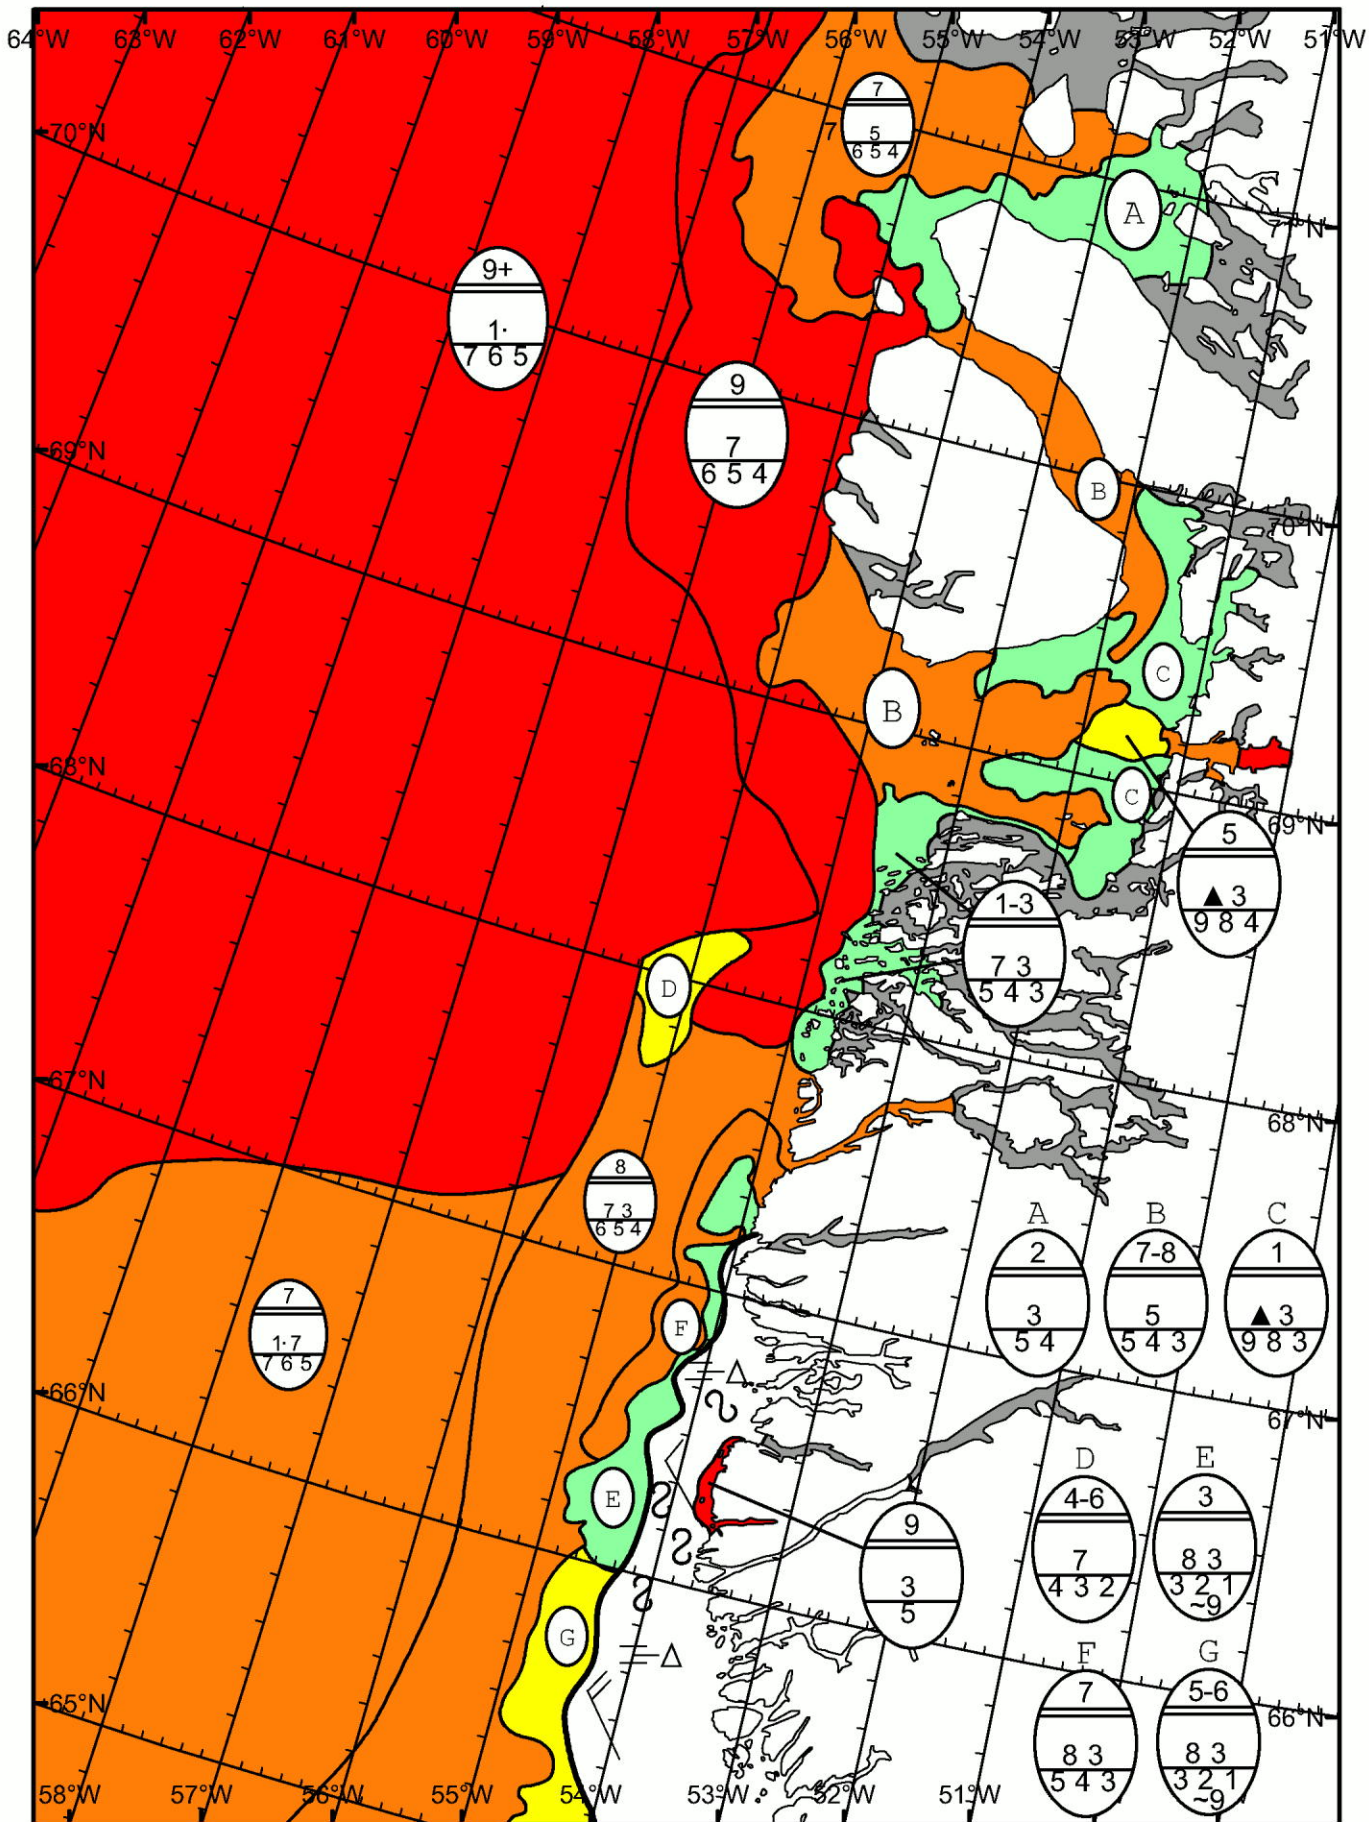 64°W 63°W 62°W 61°W 60°W 59°W 58°W 57°W 56°W 55°W 54°W 53°W 52°W 51°W
70°N
7
7
5
6 5 4
A
71°N
9+
1·
7 6 5
9
7
6 5 4
69°N
B
70°N
C
B
68°N
C
69°N
5
▲ 3
9 8 4
1-3
7 3
5 4 3
D
67°N
68°N
8
7 3
6 5 4
A B C
2
3
5 4
7-8
5
5 4 3
1
▲ 3
9 8 3
7
1·7
7 6 5
F
Δ
66°N
67°N
D E
4-6
7
4 3 2
3
8 3
3 2 1
~9
E
9
3
5
G
Δ
F G
7
8 3
5 4 3
5-6
8 3
3 2 1
~9
65°N
66°N
58°W 57°W 56°W 55°W 54°W 53°W 52°W 51°W